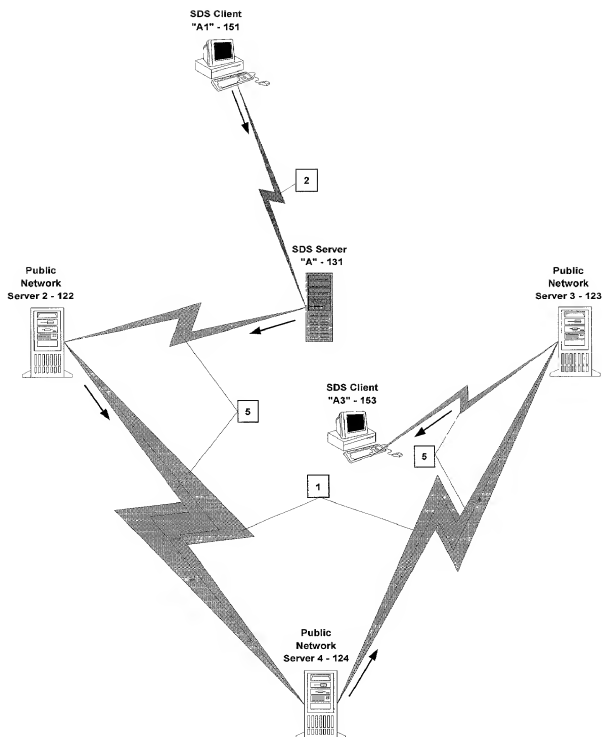 SDS Client
"A1" - 151
2
SDS Server
"A" - 131
Public
Network
Server 2 - 122
Public
Network
Server 3 - 123
SDS Client
"A3" - 153
5
5
1
Public
Network
Server 4 - 124